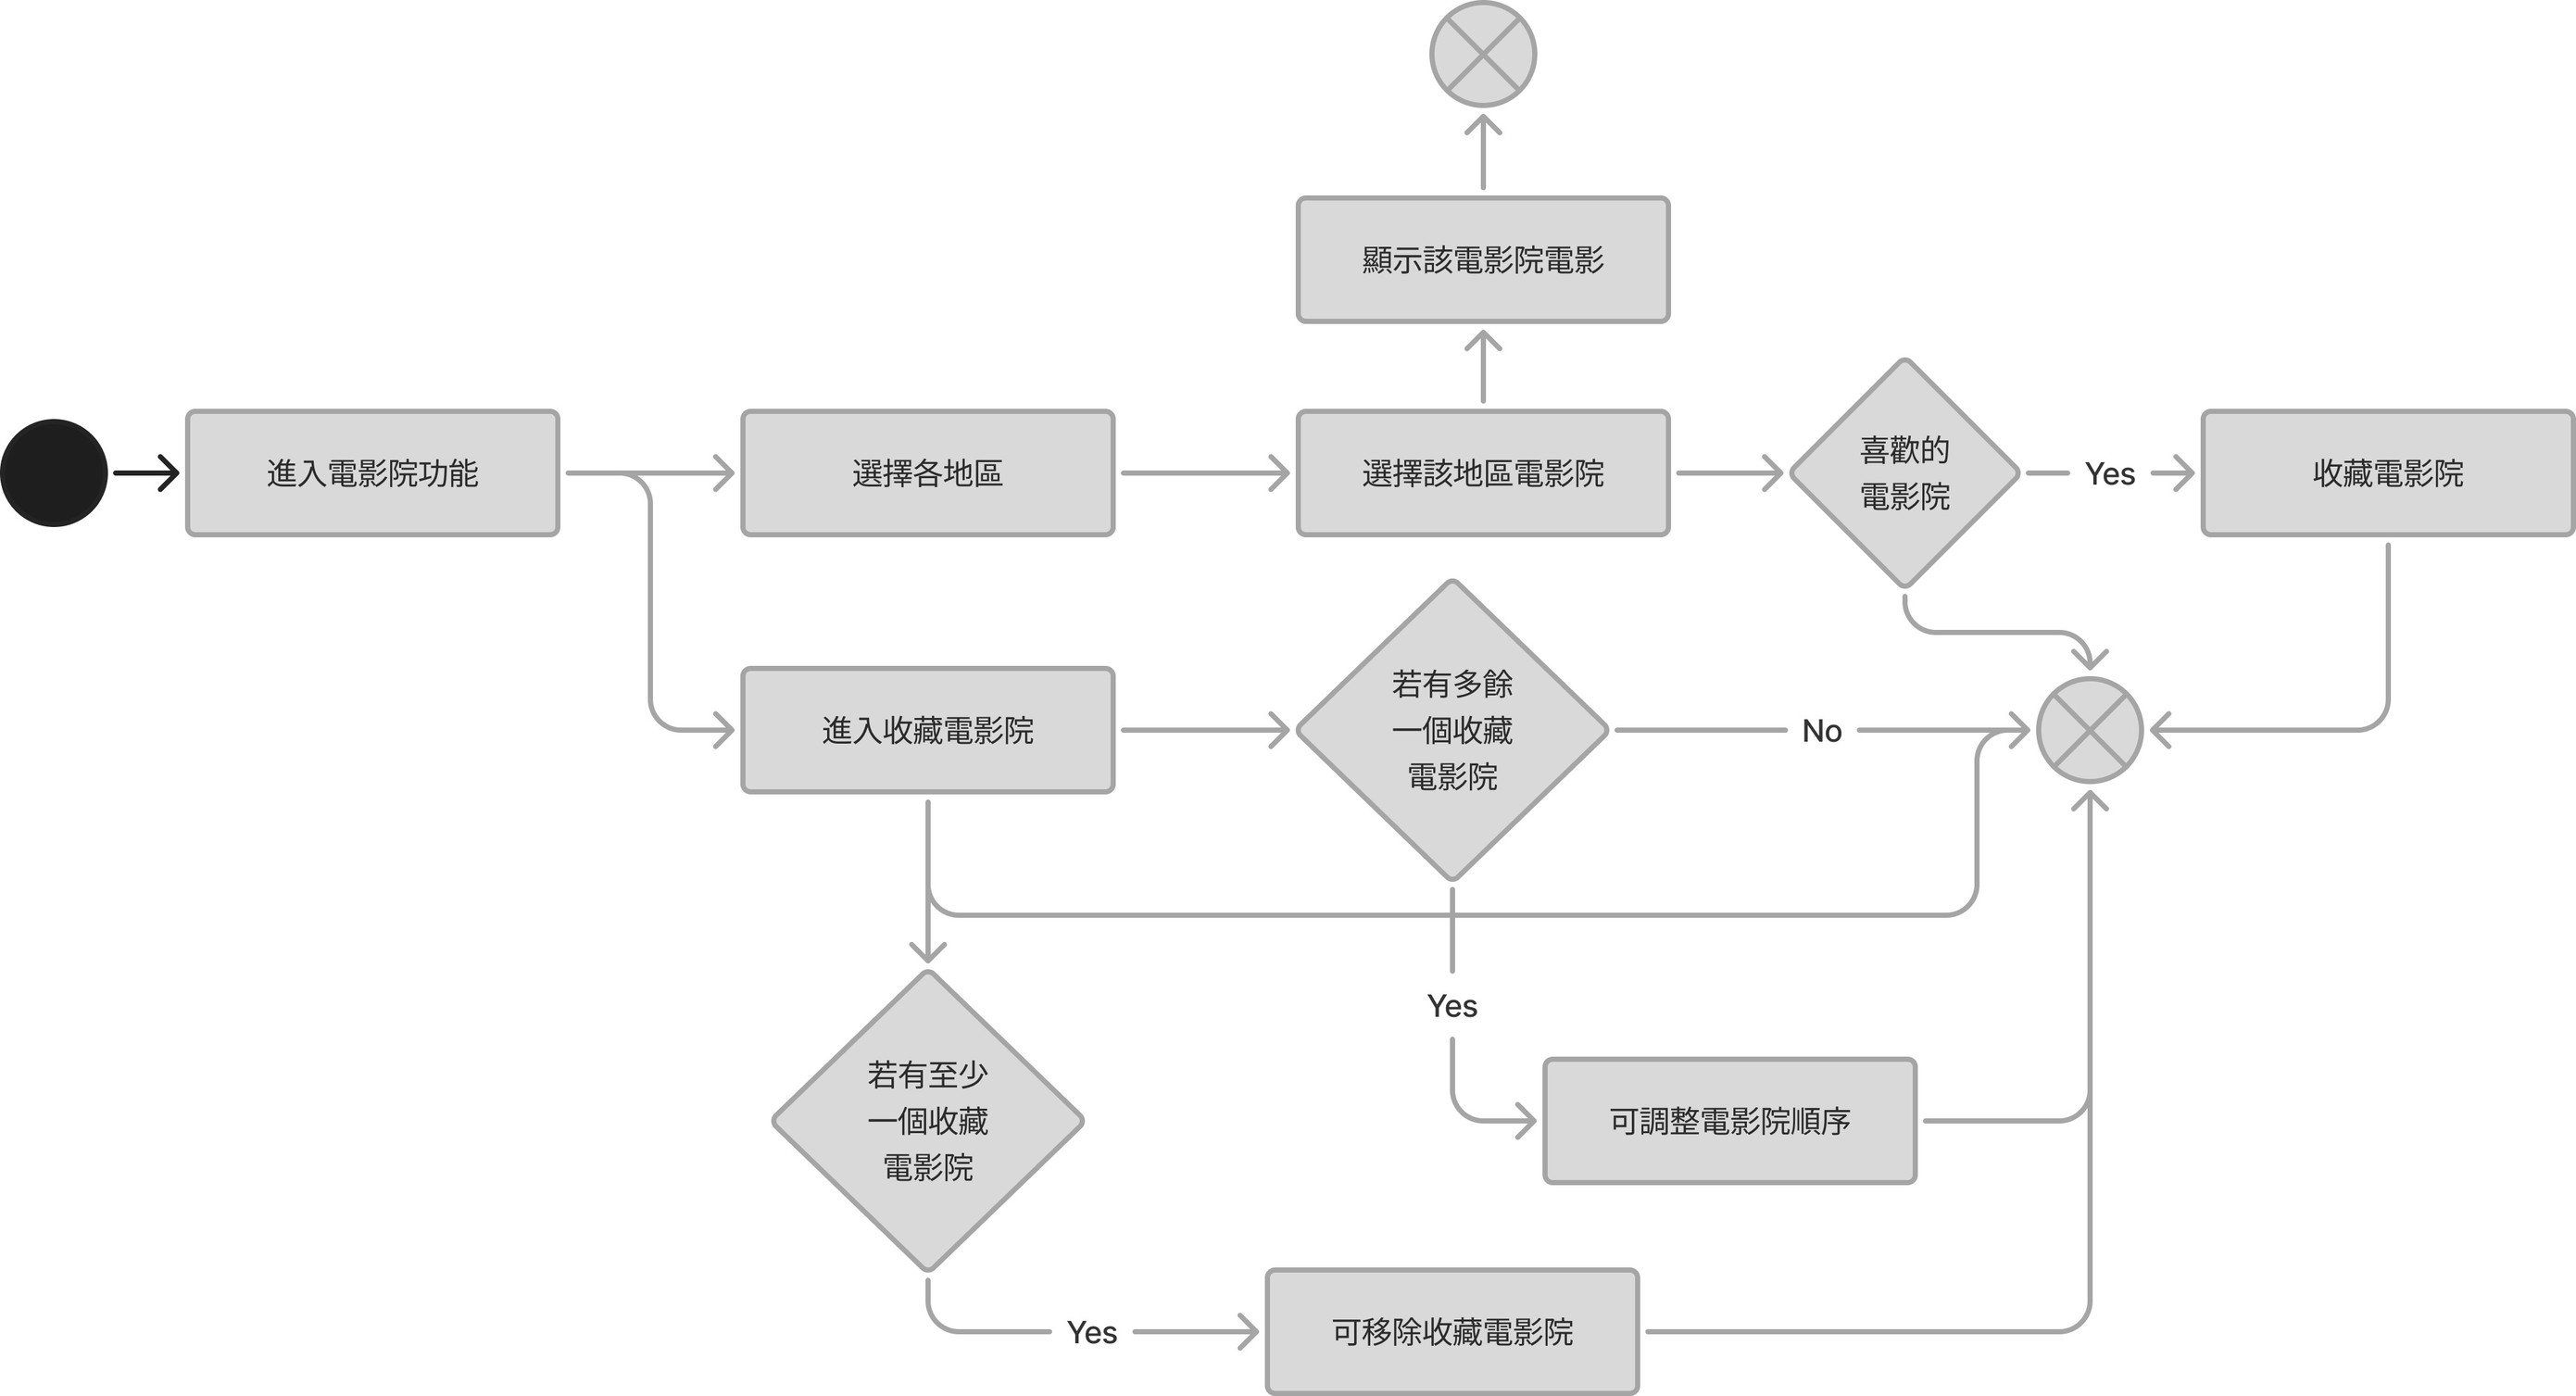 顯示該電影院電影
進入電影院功能
選擇各地區
選擇該地區電影院
喜歡的
電影院
Yes
收藏電影院
進入收藏電影院
若有多餘
一個收藏
電影院
No
Yes
若有至少
一個收藏
電影院
可調整電影院順序
Yes
可移除收藏電影院